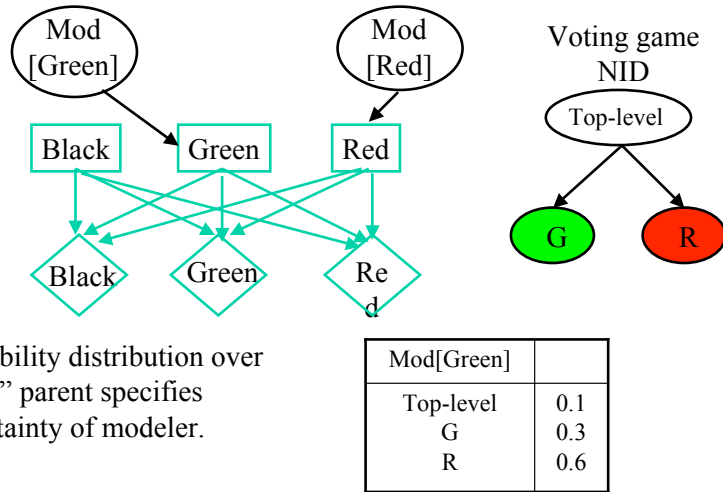 Mod
[Green]
Mod
[Red]
Voting game
NID
Top-level
Black
Green
Red
G
R
Black
Green
Re
d
bility distribution over
” parent specifies
tainty of modeler.
Mod[Green]
Top-level 0.1
G 0.3
R 0.6